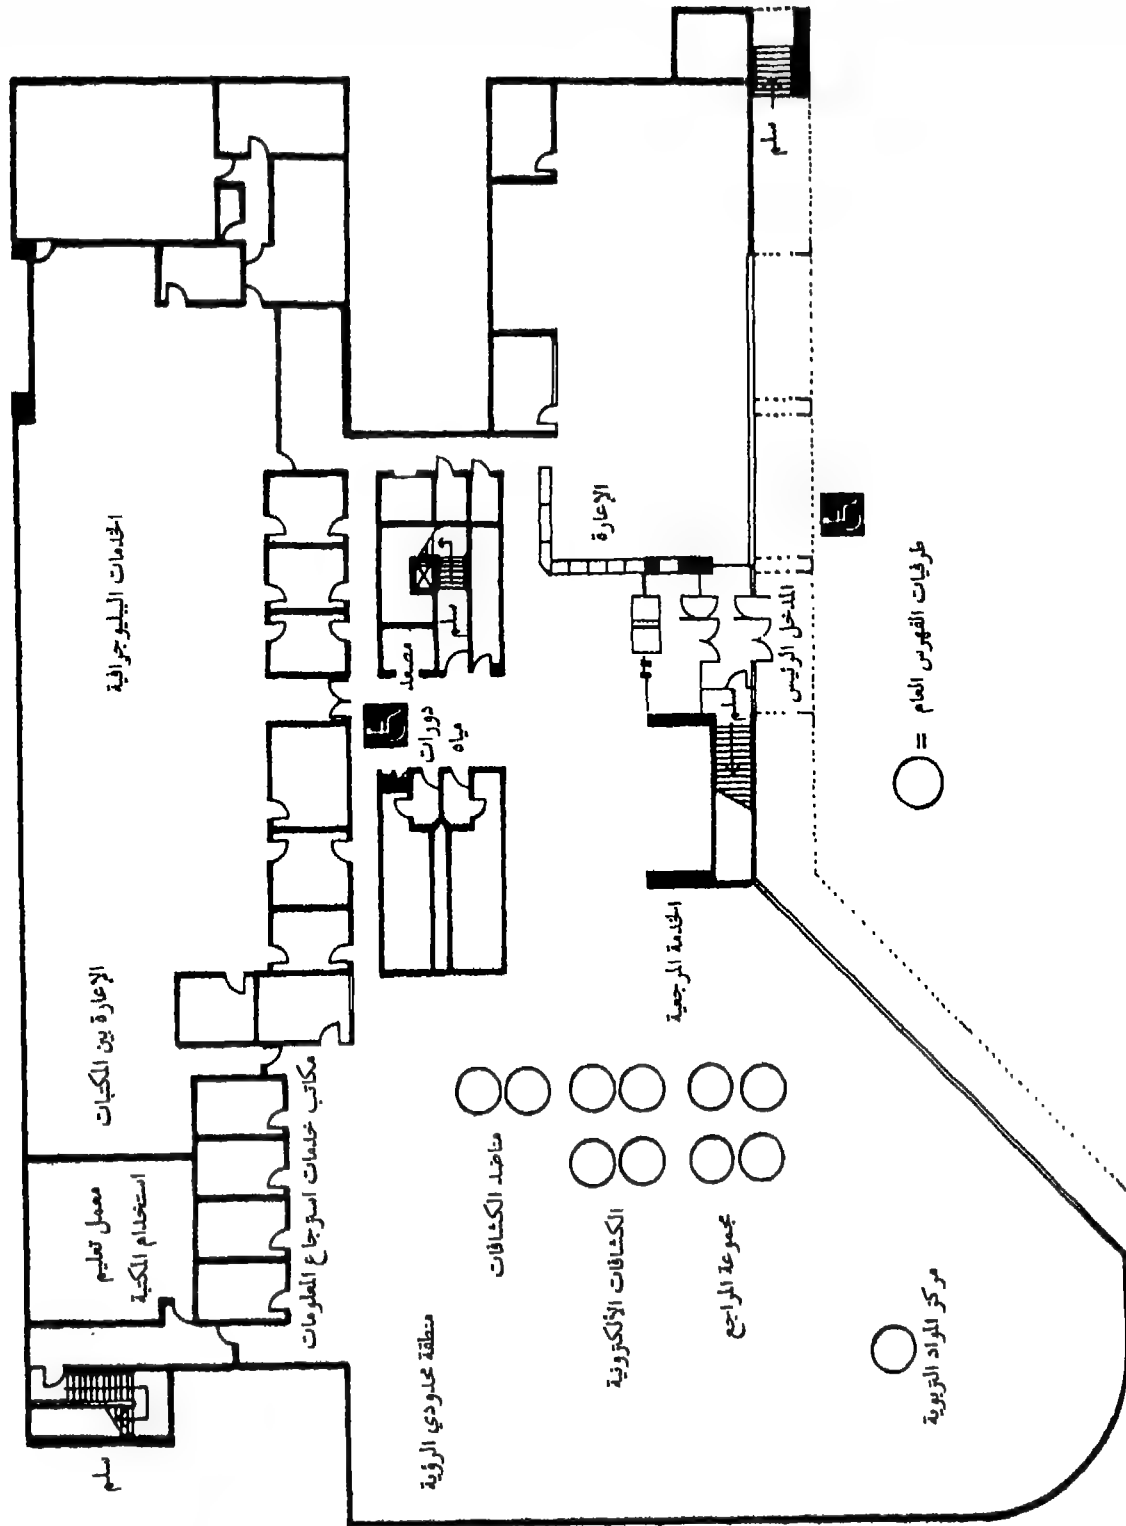 سلم
الخدمات الببليوجرافية
الإعارة بين المكتبات
معمل تعليم
استخدام المكتبة
سلم
مكاتب خدمات استرجاع المعلومات
مصعد
سلم
دورات
مياه
الإعارة
المدخل الرئيس
سلم
الخدمة المرجعية
مناضد الكشافات
الكشافات الألكترونية
مجموعة المراجع
منطقة محدودي الرؤية
مركز المواد التربوية
= طرفيات الفهرس العام